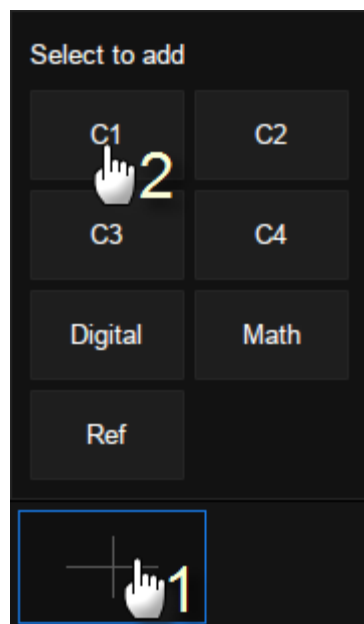 Select to add
C1
C2
2
C3
C4
Digital
Math
Ref
1